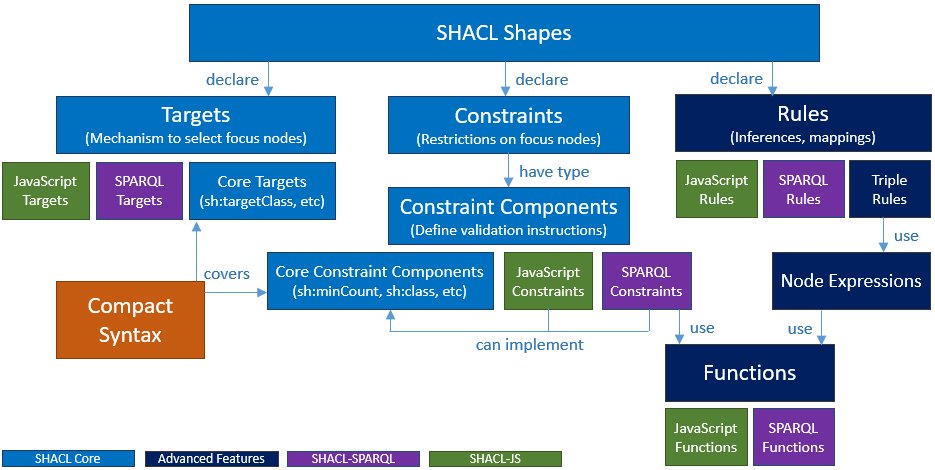 SHACL Shapes
declare
declare
declare
Targets
(Mechanism to select focus nodes)
Constraints
(Restrictions on focus nodes)
Rules
(Inferences, mappings)
JavaScript
Targets
SPARQL
Targets
Core Targets
(sh:targetClass, etc)
have type
JavaScript
Rules
SPARQL
Rules
Triple
Rules
Constraint Components
(Define validation instructions)
use
covers
Core Constraint Components
(sh:minCount, sh:class, etc)
JavaScript
Constraints
SPARQL
Constraints
Node Expressions
Compact
Syntax
can implement
use
use
Functions
JavaScript
Functions
SPARQL
Functions
SHACL Core
Advanced Features
SHACL-SPARQL
SHACL-JS